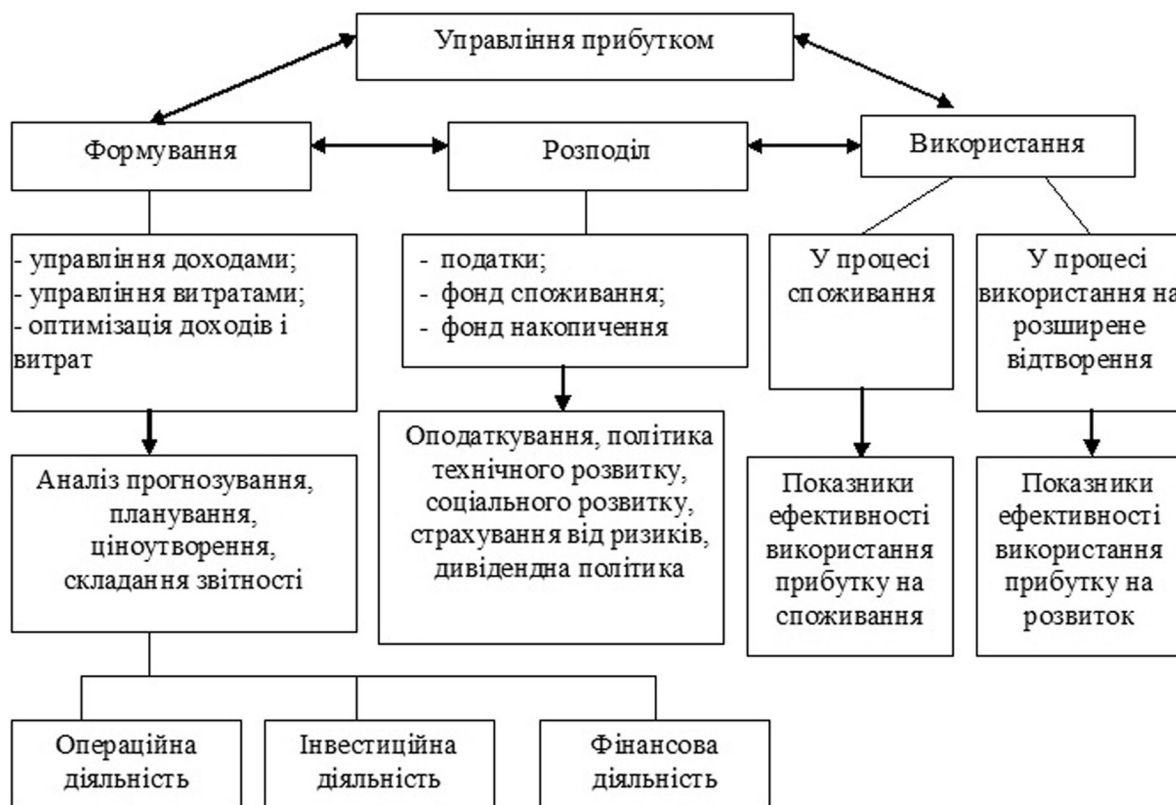 Управління прибутком
Формування
Розподіл
Використання
- управління доходами;
- управління витратами;
- оптимізація доходів і
витрат
- податки;
- фонд споживання;
- фонд накопичення
У процесі
споживання
У процесі
використання на
розширене
відтворення
Аналіз прогнозування,
планування,
ціноутворення,
складання звітності
Оподаткування, політика
технічного розвитку,
соціального розвитку,
страхування від ризиків,
дивідендна політика
Показники
ефективності
використання
прибутку на
споживання
Показники
ефективності
використання
прибутку на
розвиток
Операційна
діяльність
Інвестиційна
діяльність
Фінансова
діяльність